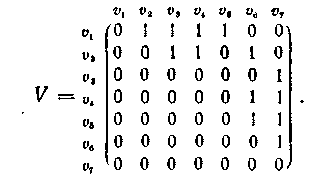 v₁ v₂ v₃ v₄ v₅ v₆ v₇
v₁ 0 1 1 1 1 0 0
v₂ 0 0 1 1 0 1 0
v₃ 0 0 0 0 0 0 1
V = v₄ 0 0 0 0 0 1 1 .
v₅ 0 0 0 0 0 1 1
v₆ 0 0 0 0 0 0 1
v₇ 0 0 0 0 0 0 0